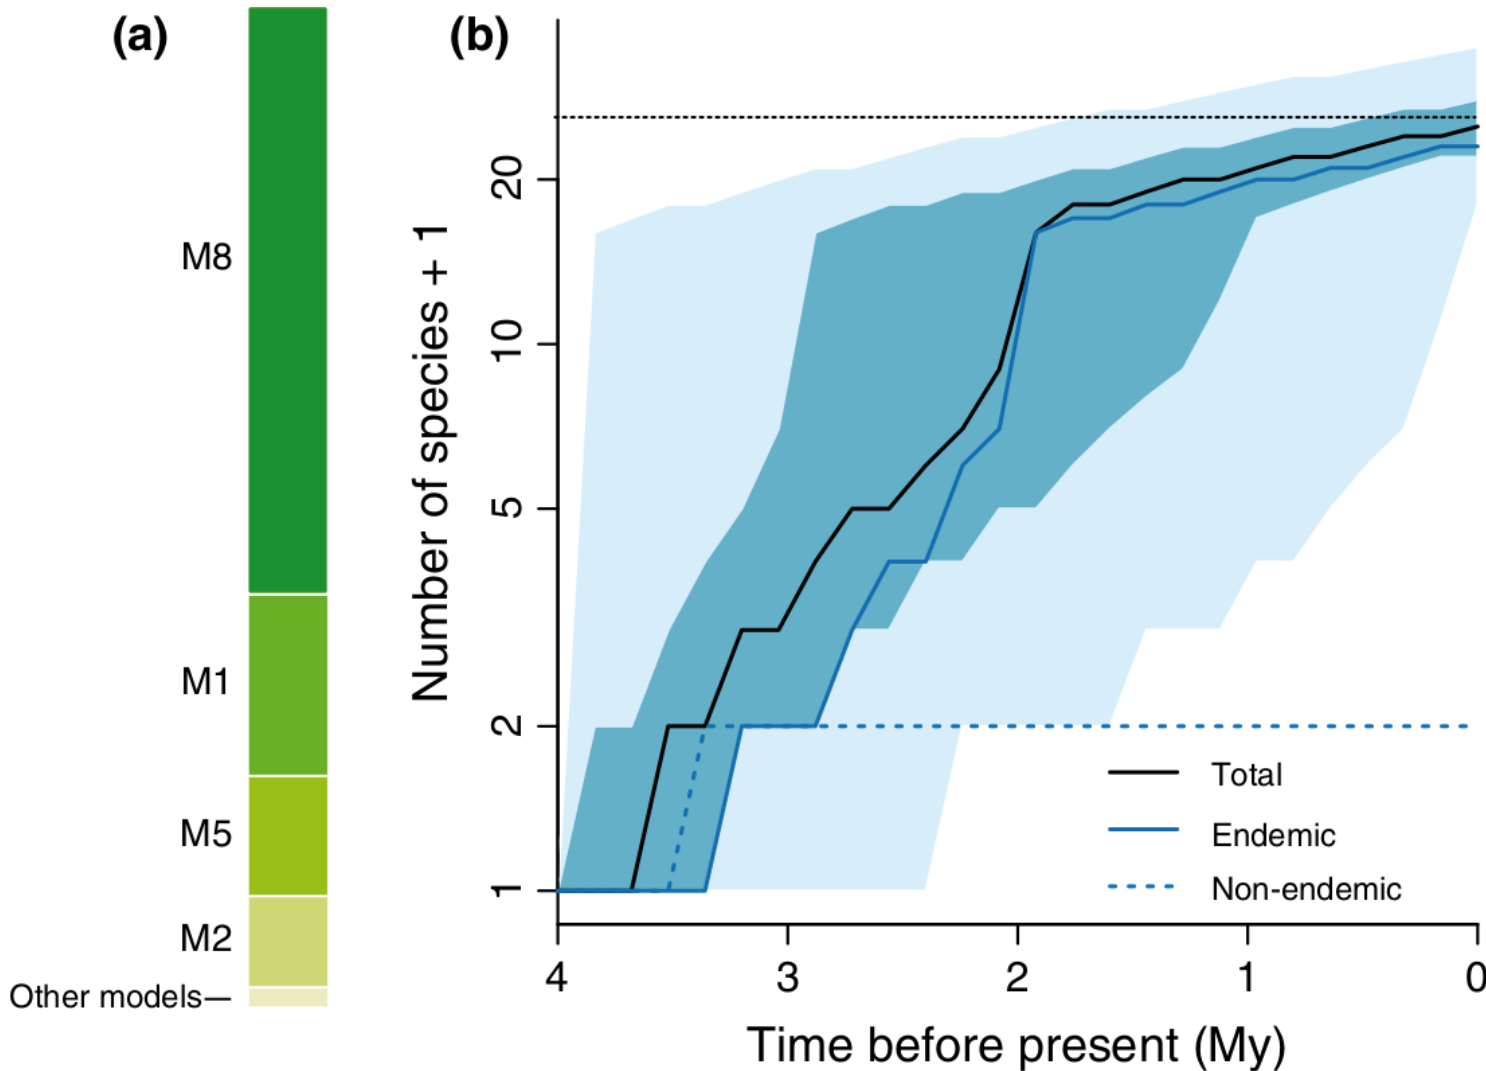 (a)
M8
M1
M5
M2
Other models
(b)
Number of species + 1
20
10
5
2
1
Total
Endemic
Non-endemic
4 3 2 1 0
Time before present (My)